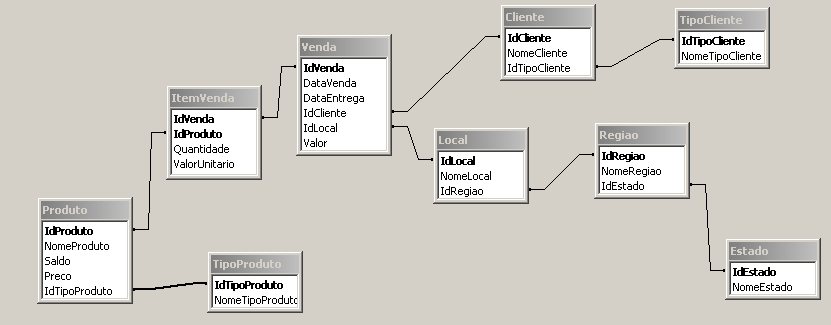 Cliente
IdCliente
NomeCliente
IdTipoCliente
TipoCliente
IdTipoCliente
NomeTipoCliente
Venda
IdVenda
DataVenda
DataEntrega
IdCliente
IdLocal
Valor
ItemVenda
IdVenda
IdProduto
Quantidade
ValorUnitario
Local
IdLocal
NomeLocal
IdRegiao
Regiao
IdRegiao
NomeRegiao
IdEstado
Produto
IdProduto
NomeProduto
Saldo
Preco
IdTipoProduto
TipoProduto
IdTipoProduto
NomeTipoProduto
Estado
IdEstado
NomeEstado